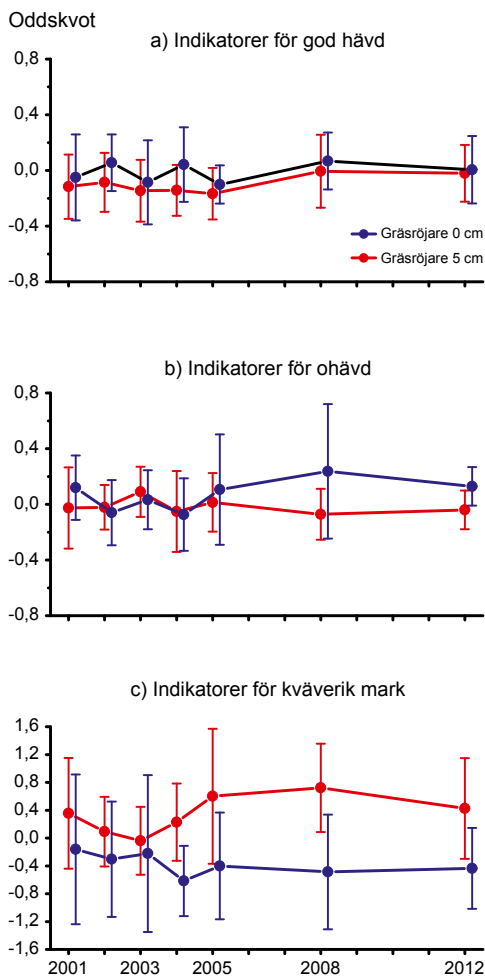 Oddskvot
a) Indikatorer för god hävd
0,8
0,4
0,0
-0,4
-0,8
Gräsröjare 0 cm
Gräsröjare 5 cm
b) Indikatorer för ohävd
0,8
0,4
0,0
-0,4
-0,8
c) Indikatorer för kväverik mark
1,6
1,2
0,8
0,4
0,0
-0,4
-0,8
-1,2
-1,6
2001 2003 2005 2008 2012